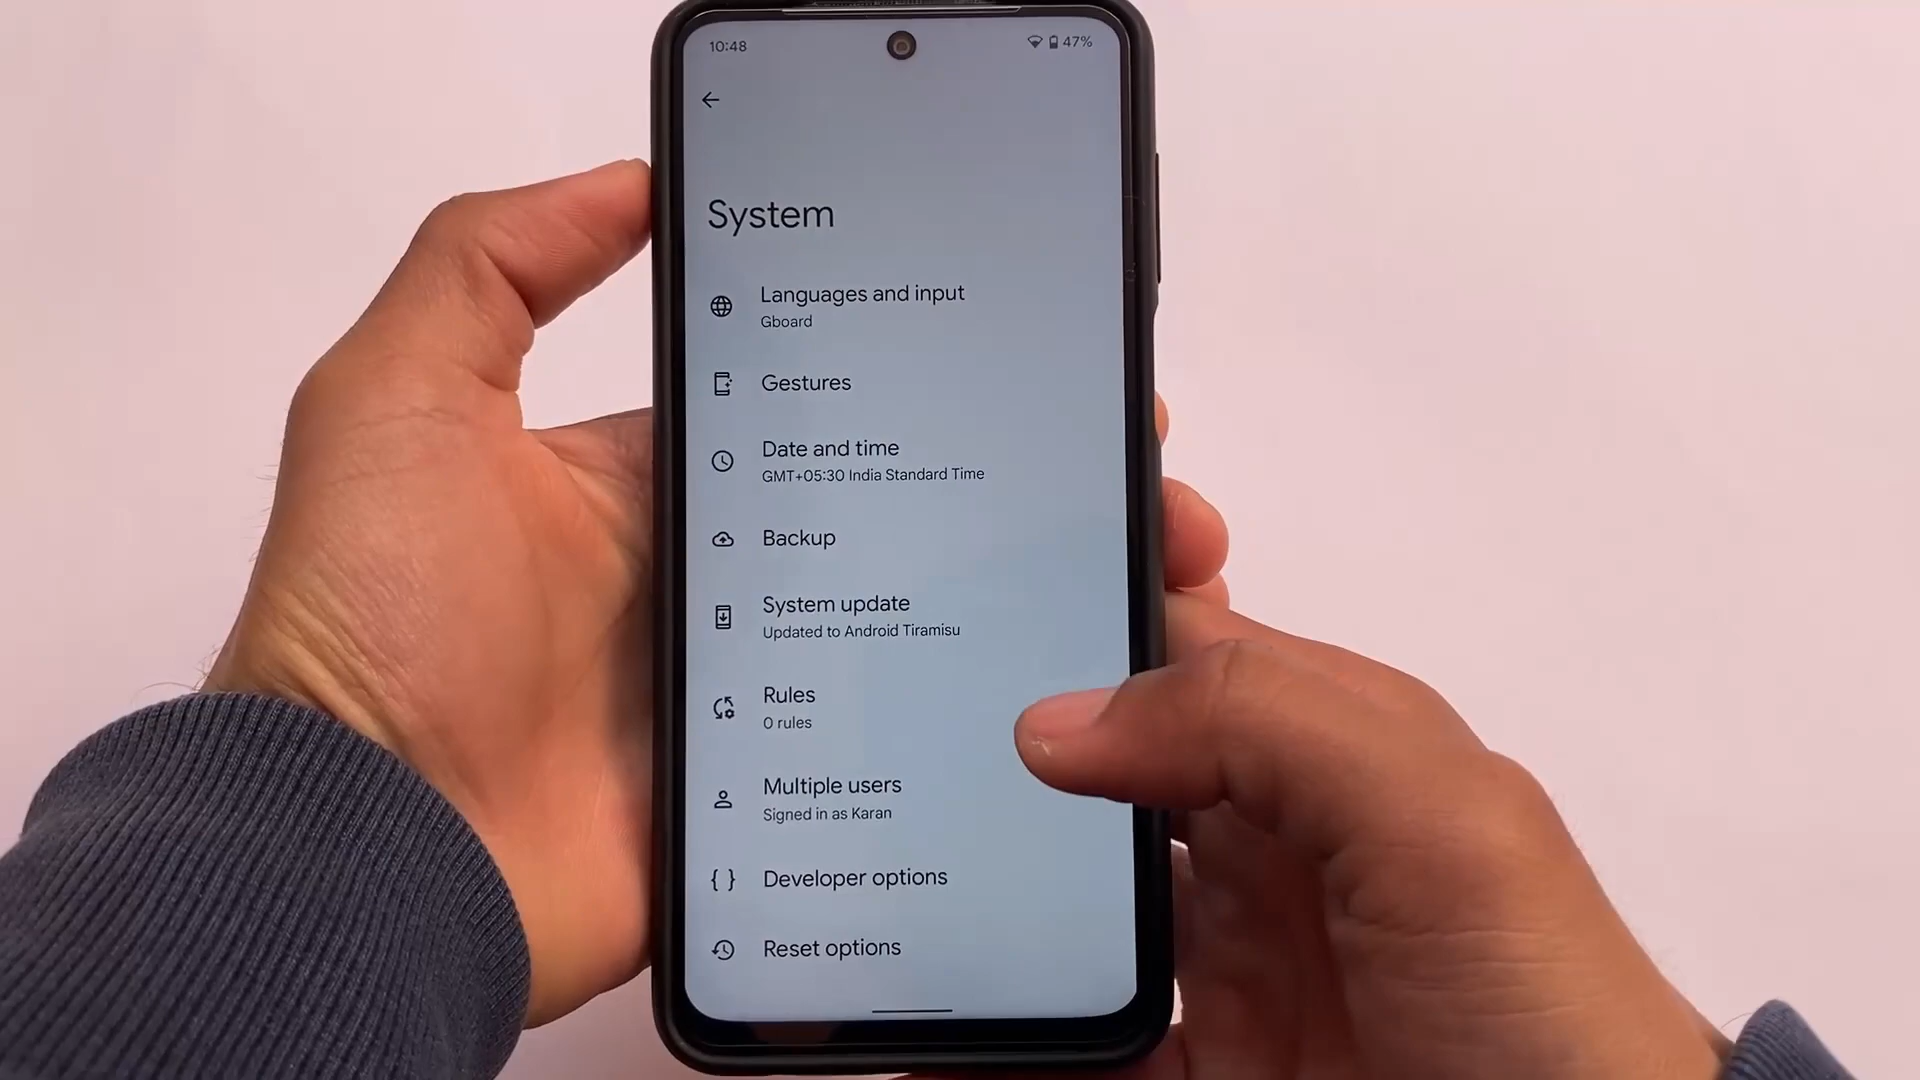 10:48
47%
System
Languages and input
Gboard
Gestures
Date and time
GMT+05:30 India Standard Time
Backup
System update
Updated to Android Tiramisu
Rules
0 rules
Multiple users
Signed in as Karan
Developer options
Reset options